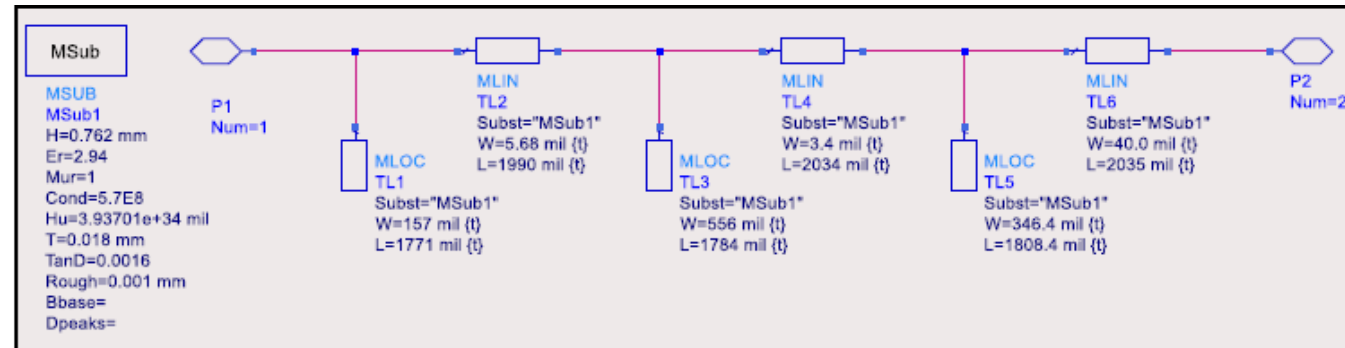 MSub
MSUB
MSub1
H=0.762 mm
Er=2.94
Mur=1
Cond=5.7E8
Hu=3.93701e+34 mil
T=0.018 mm
TanD=0.0016
Rough=0.001 mm
Bbase=
Dpeaks=
P1
Num=1
MLOC
TL1
Subst="MSub1"
W=157 mil {t}
L=1771 mil {t}
MLIN
TL2
Subst="MSub1"
W=5.68 mil {t}
L=1990 mil {t}
MLOC
TL3
Subst="MSub1"
W=556 mil {t}
L=1784 mil {t}
MLIN
TL4
Subst="MSub1"
W=3.4 mil {t}
L=2034 mil {t}
MLOC
TL5
Subst="MSub1"
W=346.4 mil {t}
L=1808.4 mil {t}
MLIN
TL6
Subst="MSub1"
W=40.0 mil {t}
L=2035 mil {t}
P2
Num=2